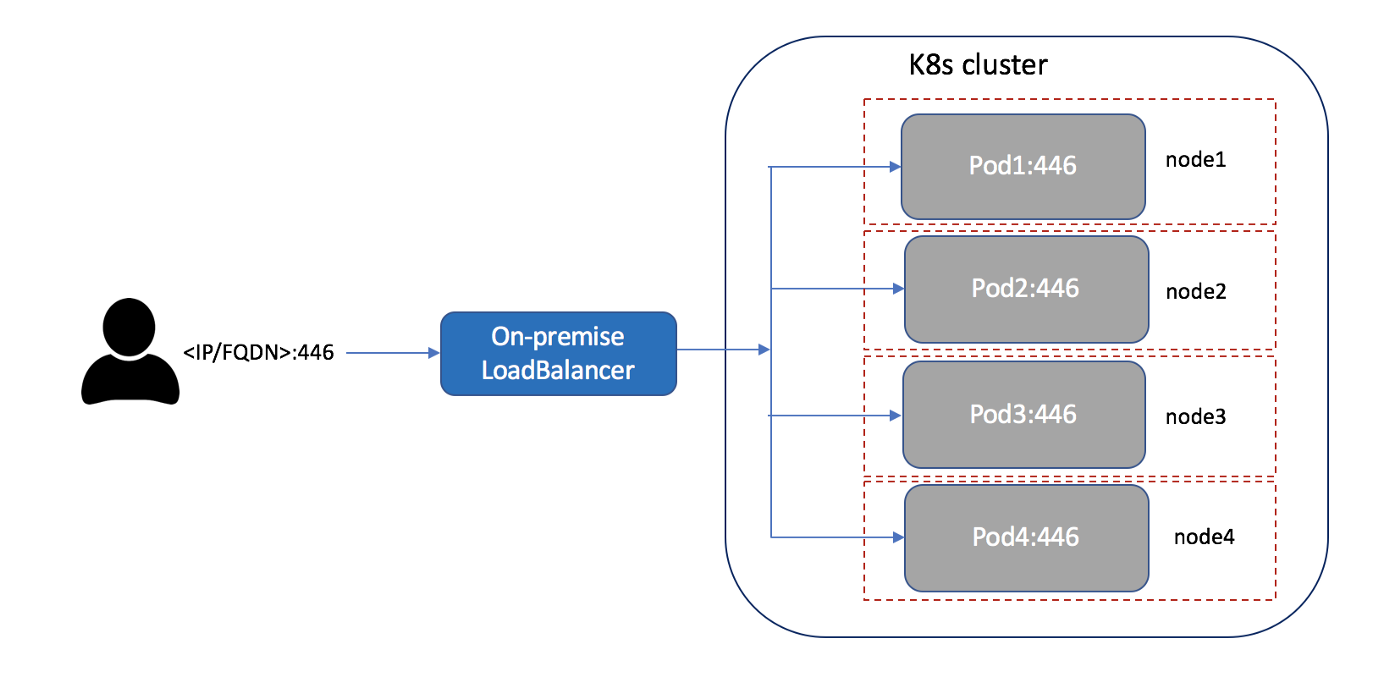 K8s cluster
Pod1:446
node1
Pod2:446
node2
<IP/FQDN>:446
On-premise
LoadBalancer
Pod3:446
node3
Pod4:446
node4